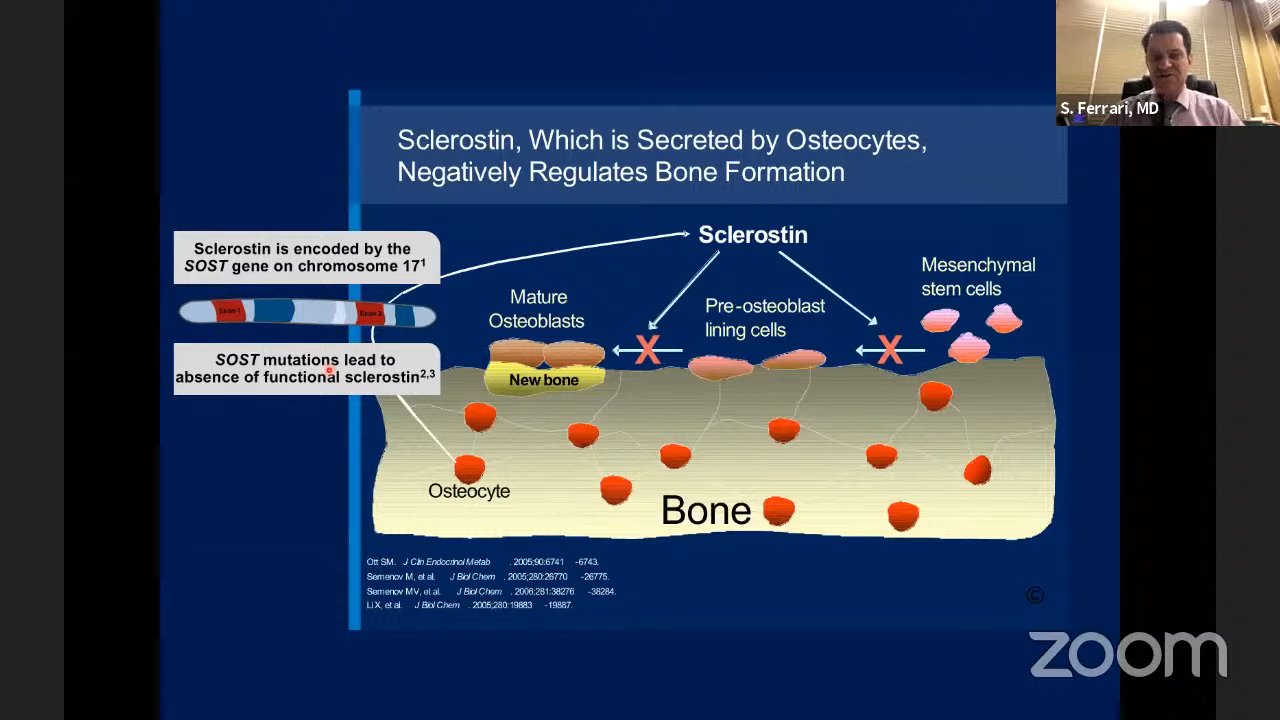 S. Ferrari, MD
Sclerostin, Which is Secreted by Osteocytes,
Negatively Regulates Bone Formation
Sclerostin is encoded by the
SOST gene on chromosome 17¹
Exon 1
Exon 2
SOST mutations lead to
absence of functional sclerostin²,³
Sclerostin
Mesenchymal
stem cells
Pre-osteoblast
lining cells
Mature
Osteoblasts
X
X
New bone
Osteocyte
Bone
Ott SM. J Clin Endocrinol Metab . 2005;90:6741 -6743.
Semenov M, et al. J Biol Chem . 2005;280:26770 -26775.
Semenov MV, et al. J Biol Chem . 2006;281:38276 -38284.
Li X, et al. J Biol Chem . 2005;280:19883 -19887.
©
zoom